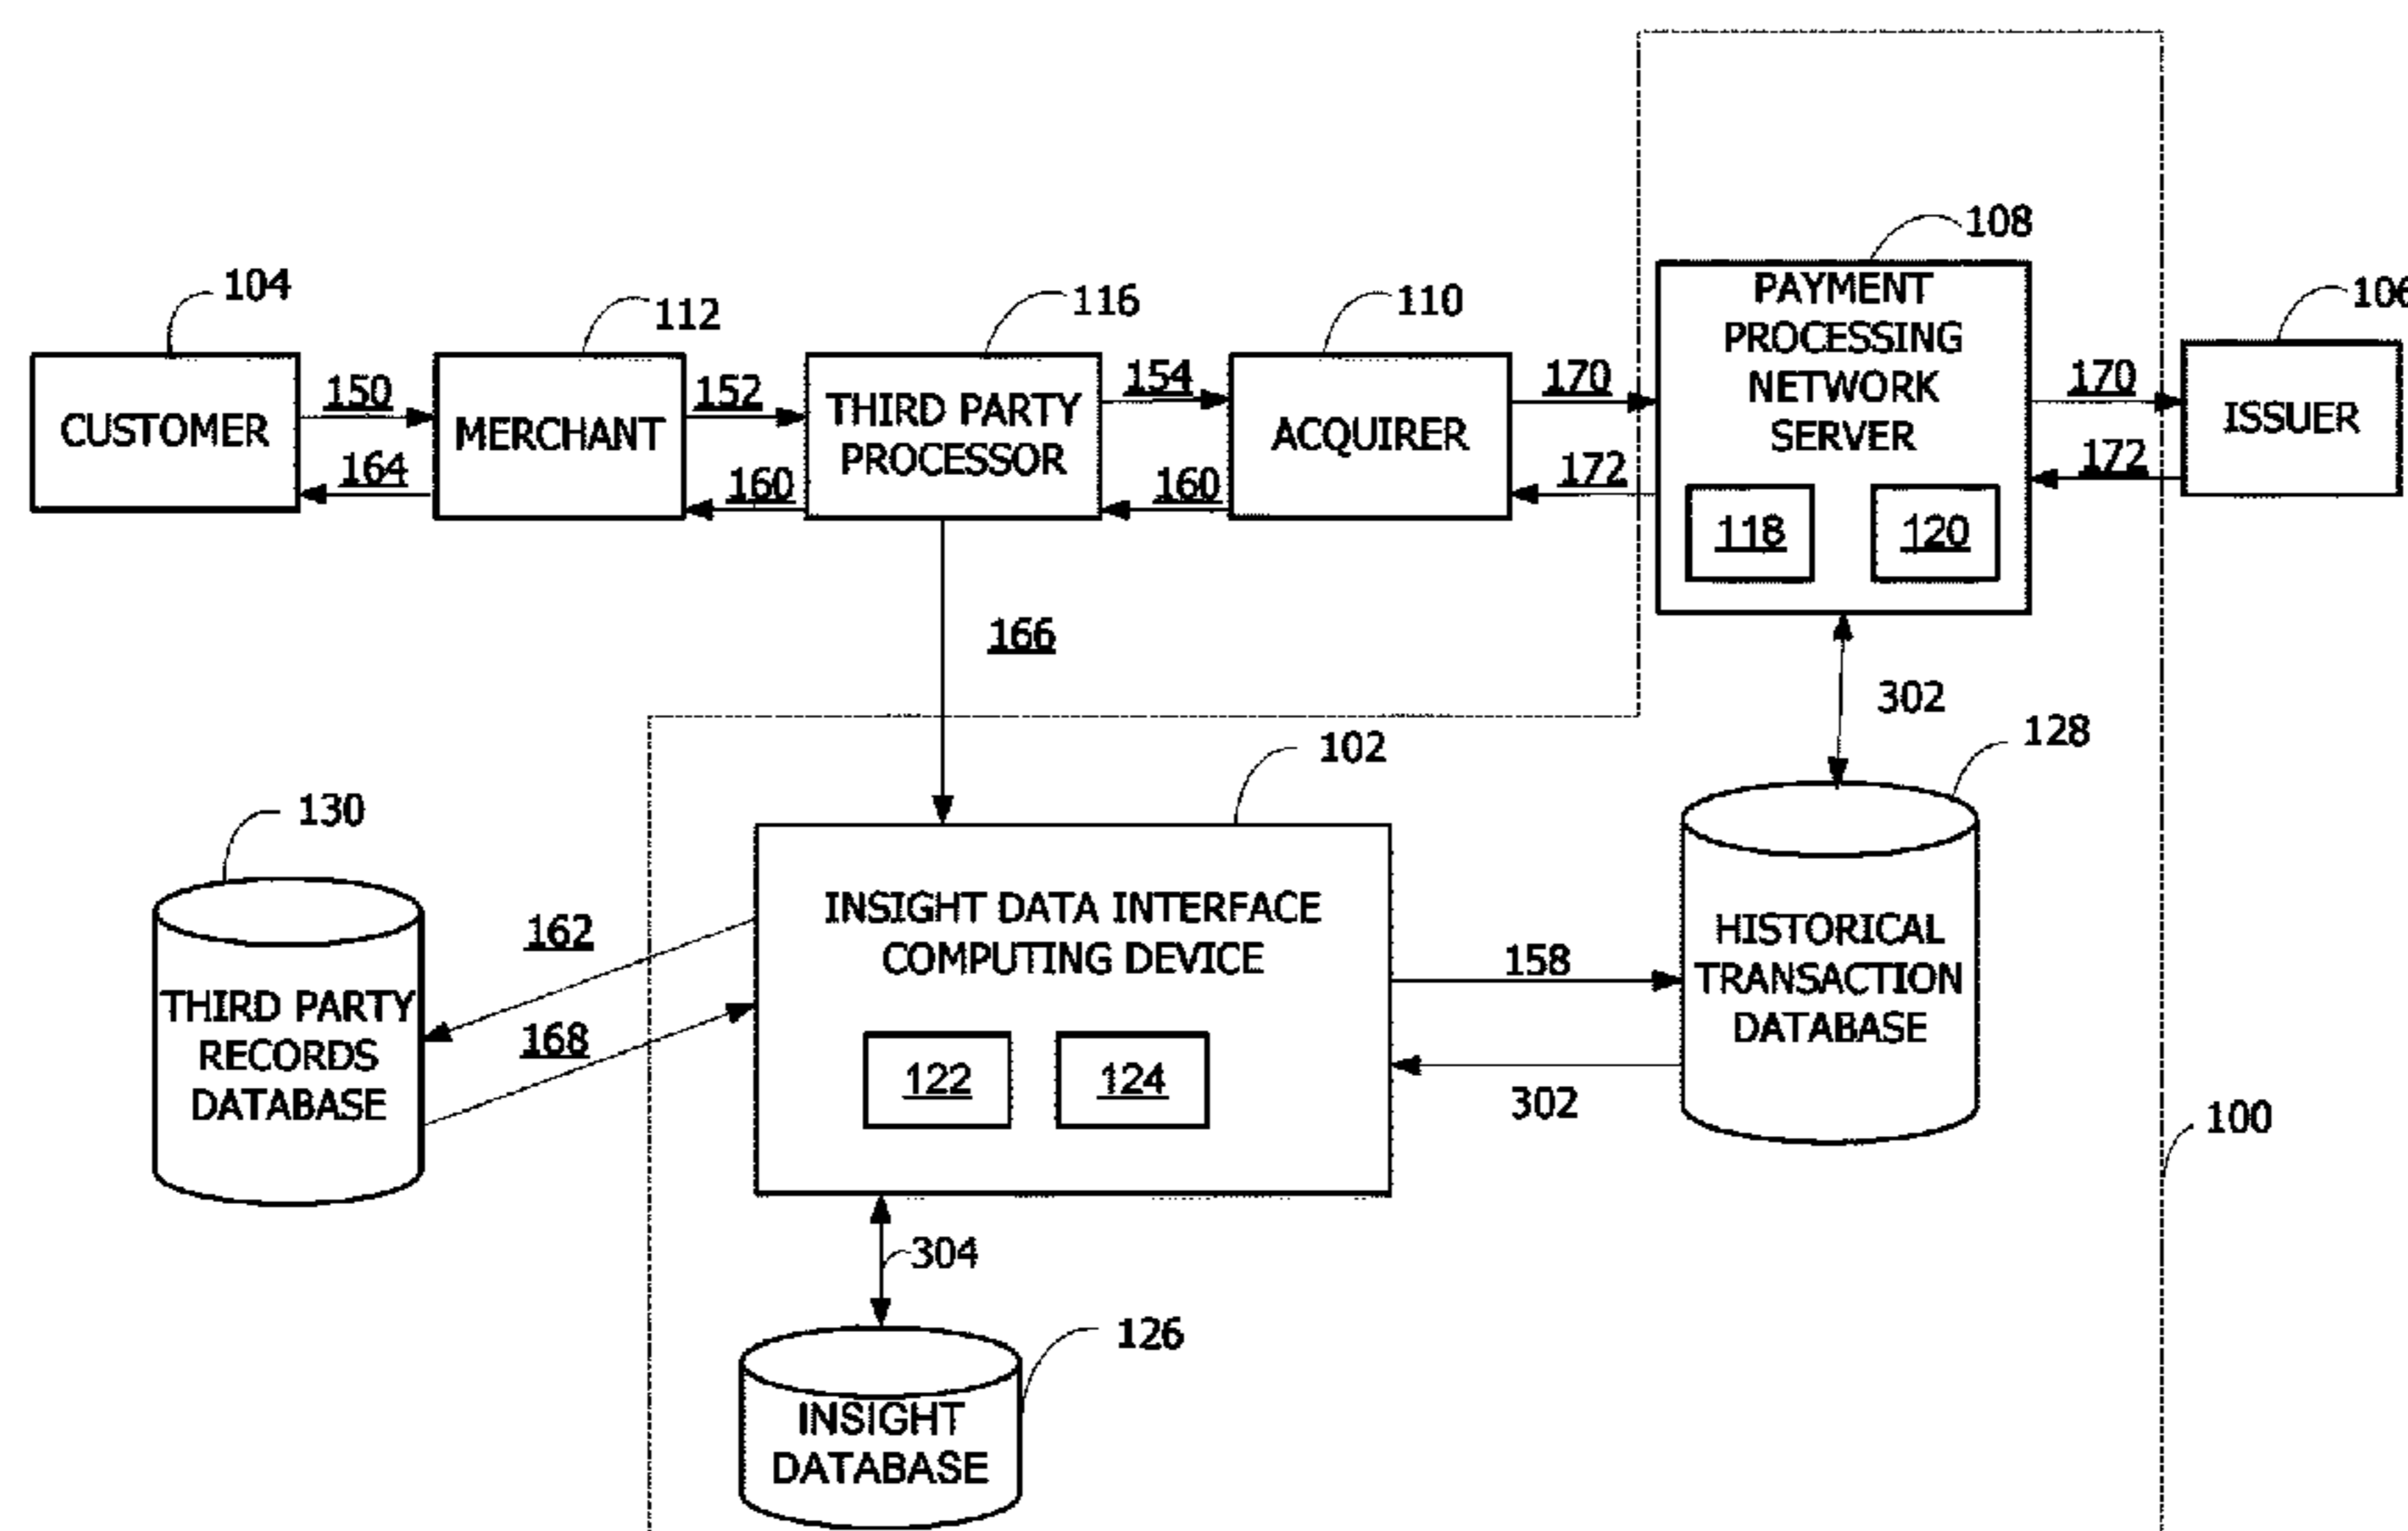 108
104
112
116
110
106
PAYMENT
PROCESSING
NETWORK
SERVER
CUSTOMER
150
164
MERCHANT
152
160
THIRD PARTY
PROCESSOR
154
160
ACQUIRER
170
172
118
120
170
172
ISSUER
166
302
102
128
130
162
168
THIRD PARTY
RECORDS
DATABASE
INSIGHT DATA INTERFACE
COMPUTING DEVICE
122
124
158
302
HISTORICAL
TRANSACTION
DATABASE
100
304
126
INSIGHT
DATABASE